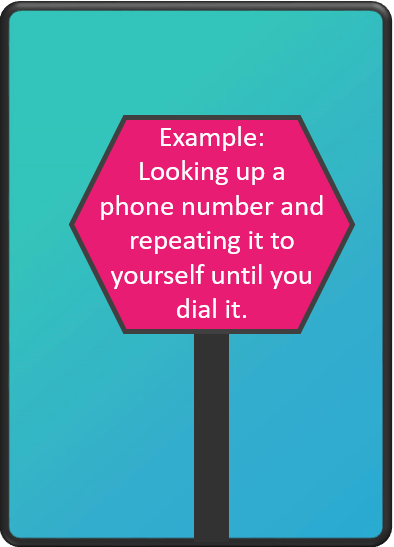 Example:
Looking up a
phone number and
repeating it to
yourself until you
dial it.